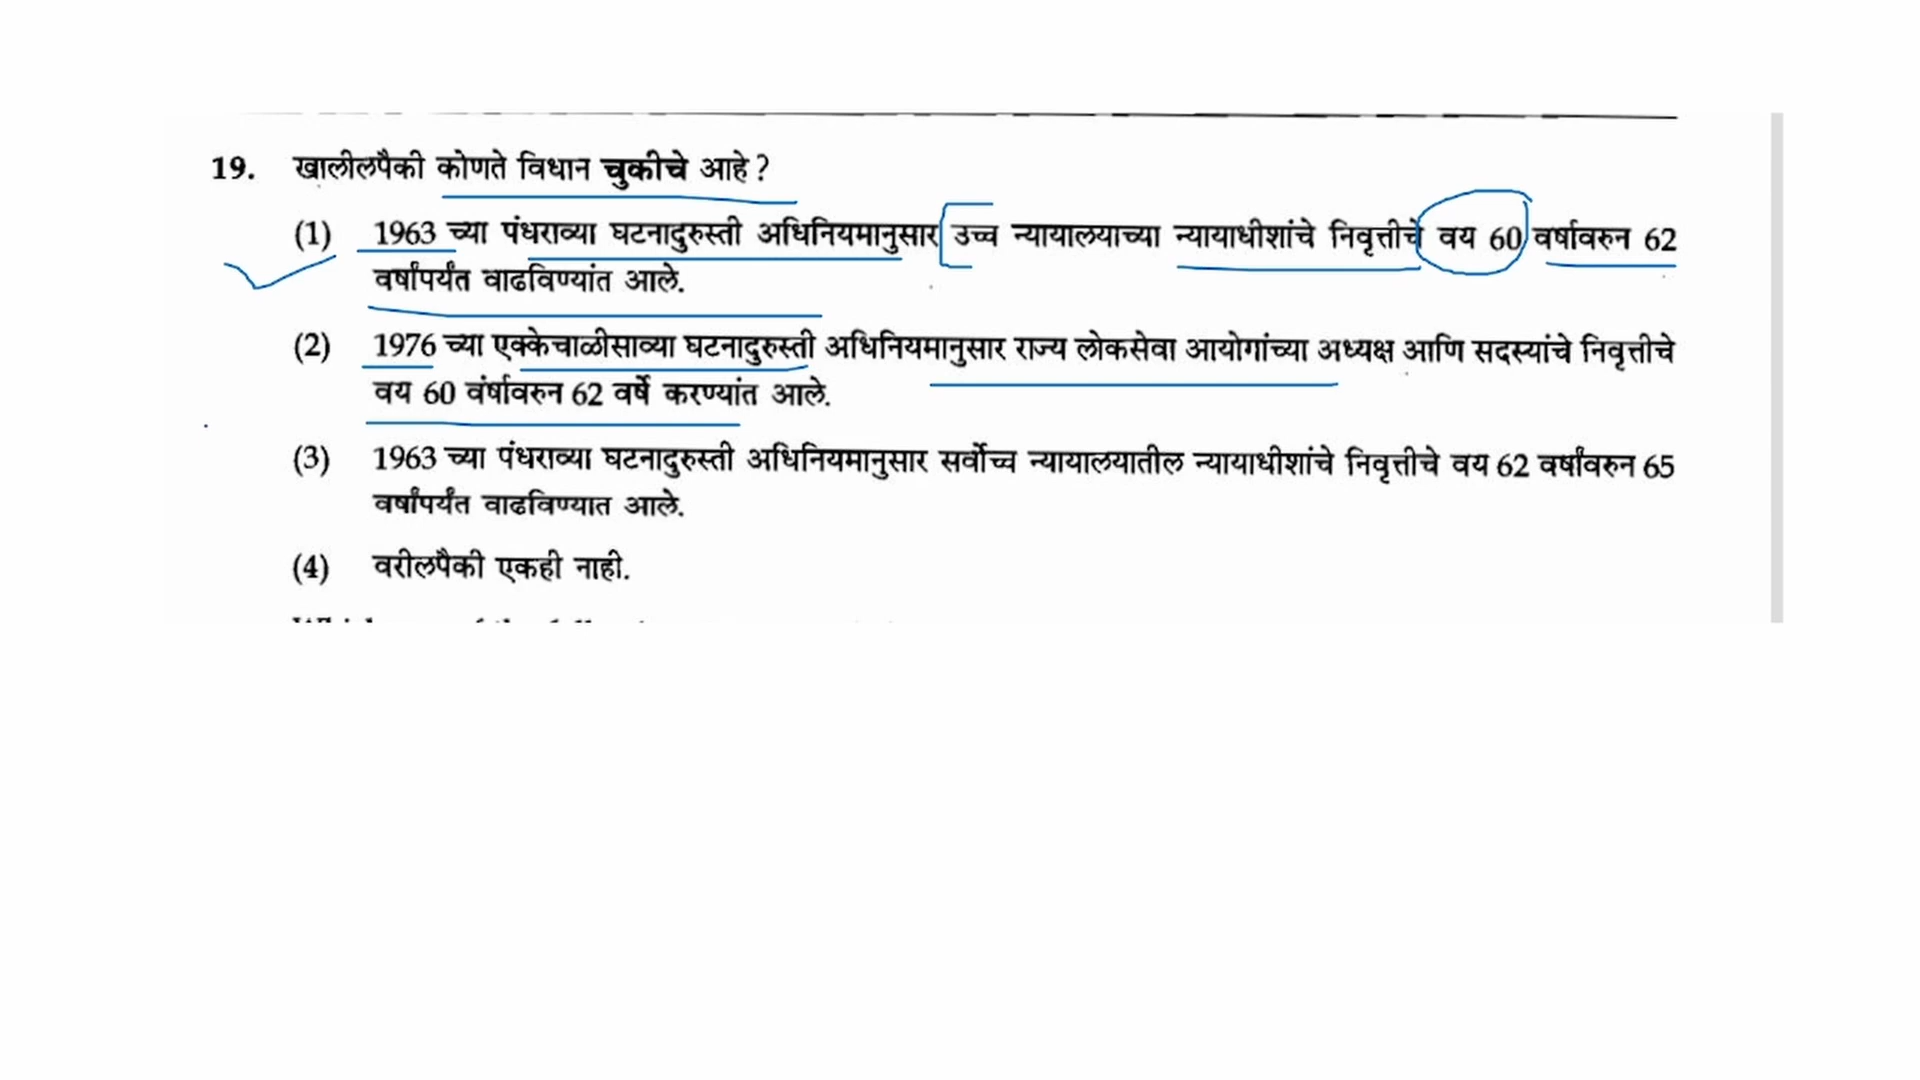 19. खालीलपैकी कोणते विधान चुकीचे आहे ?
(1) 1963 च्या पंधराव्या घटनादुरुस्ती अधिनियमानुसार उच्च न्यायालयाच्या न्यायाधीशांचे निवृत्तीचे वय 60 वर्षावरुन 62
वर्षांपर्यंत वाढविण्यांत आले.
(2) 1976 च्या एक्केचाळीसाव्या घटनादुरुस्ती अधिनियमानुसार राज्य लोकसेवा आयोगांच्या अध्यक्ष आणि सदस्यांचे निवृत्तीचे
वय 60 वंर्षावरुन 62 वर्षे करण्यांत आले.
(3) 1963 च्या पंधराव्या घटनादुरुस्ती अधिनियमानुसार सर्वोच्च न्यायालयातील न्यायाधीशांचे निवृत्तीचे वय 62 वर्षांवरुन 65
वर्षांपर्यंत वाढविण्यात आले.
(4) वरीलपैकी एकही नाही.